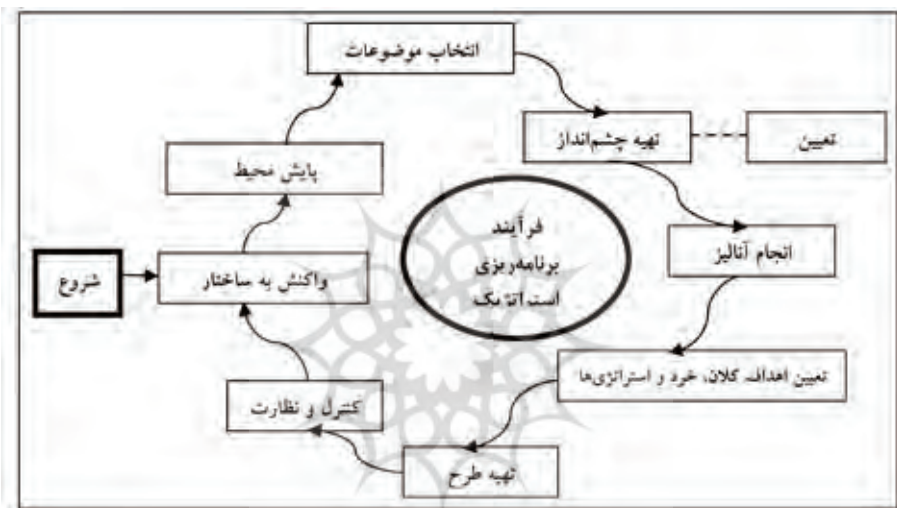 انتخاب موضوعات
تهیه چشم‌انداز
تعیین
پایش محیط
فرآیند
برنامه‌ریزی
استراتژیک
انجام آنالیز
شروع
واکنش به ساختار
تعیین اهداف کلان، خرد و استراتژی‌ها
کنترل و نظارت
تهیه طرح